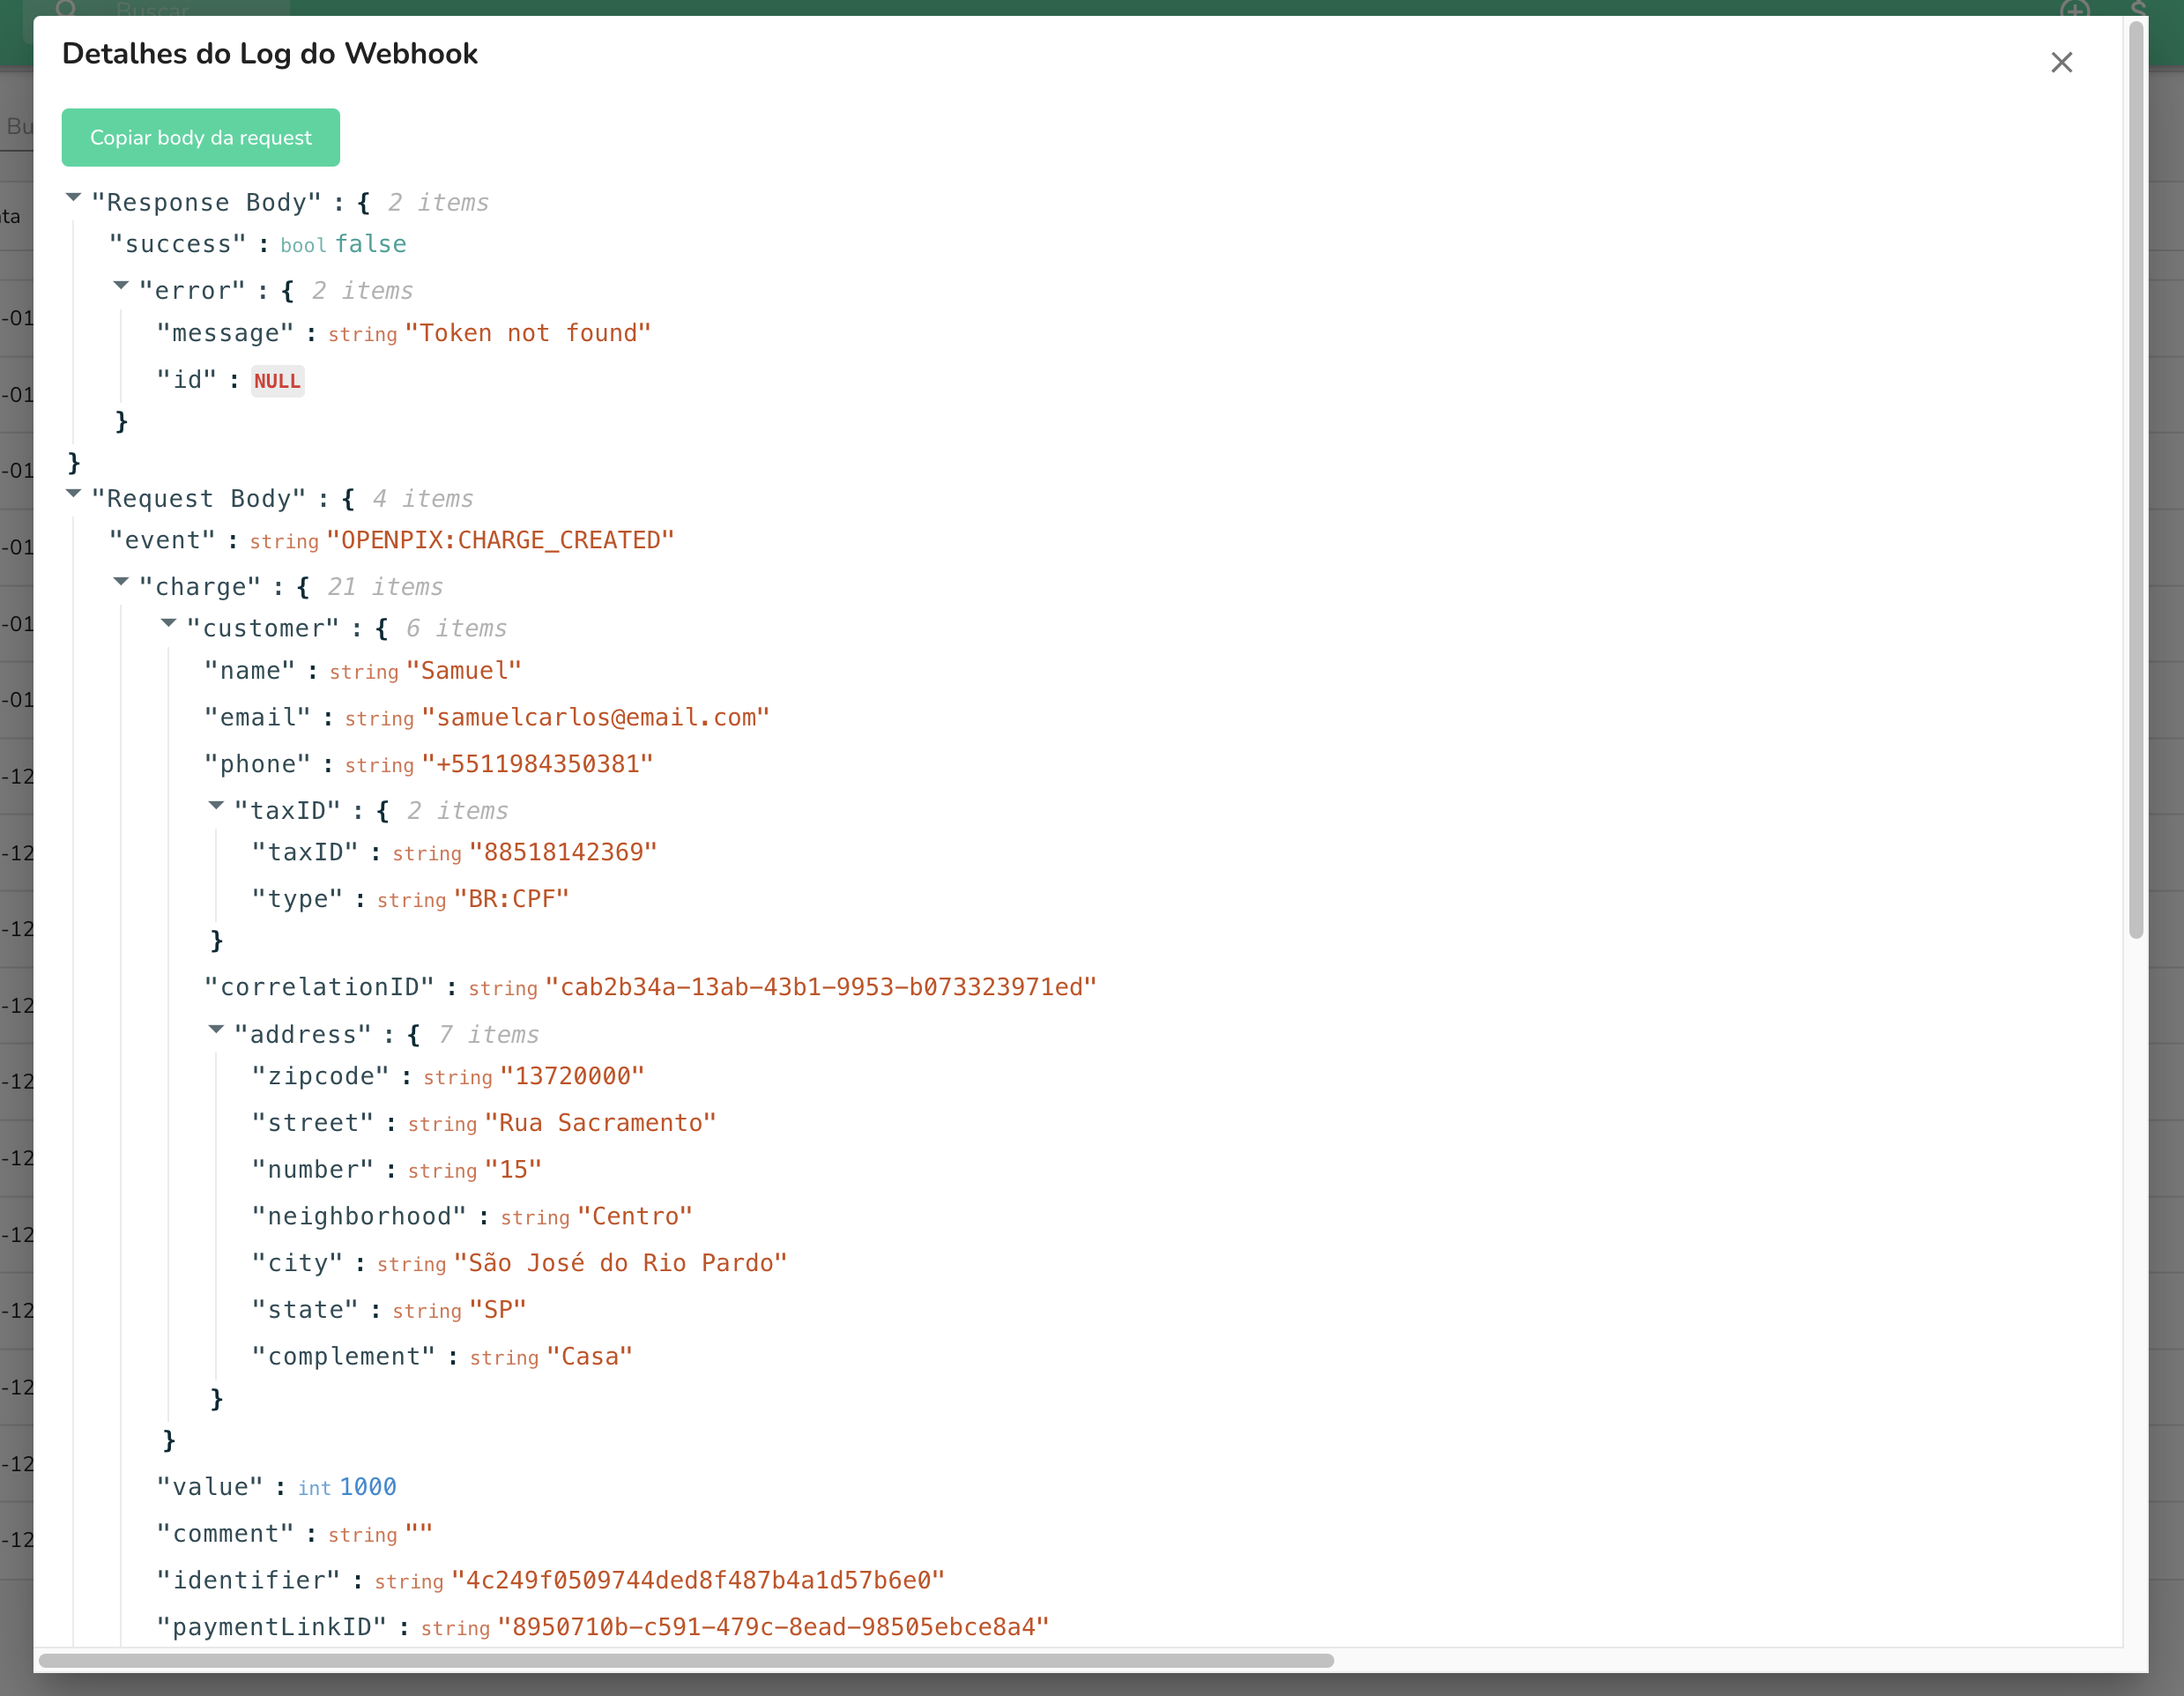 Buscar
Detalhes do Log do Webhook
Bu
Copiar body da request
ta
"Response Body" : { 2 items
"success" : bool false
"error" : { 2 items
-01
"message" : string "Token not found"
"id" : NULL
-01
}
}
-01
"Request Body" : { 4 items
"event" : string "OPENPIX:CHARGE_CREATED"
-01
"charge" : { 21 items
-01
"customer" : { 6 items
"name" : string "Samuel"
-01
"email" : string "samuelcarlos@email.com"
"phone" : string "+5511984350381"
-12
"taxID" : { 2 items
"taxID" : string "88518142369"
-12
"type" : string "BR:CPF"
-12
}
"correlationID" : string "cab2b34a-13ab-43b1-9953-b073323971ed"
-12
"address" : { 7 items
"zipcode" : string "13720000"
-12
"street" : string "Rua Sacramento"
-12
"number" : string "15"
"neighborhood" : string "Centro"
-12
"city" : string "São José do Rio Pardo"
"state" : string "SP"
-12
"complement" : string "Casa"
-12
}
}
-12
"value" : int 1000
"comment" : string ""
-12
"identifier" : string "4c249f0509744ded8f487b4a1d57b6e0"
"paymentLinkID" : string "8950710b-c591-479c-8ead-98505ebce8a4"